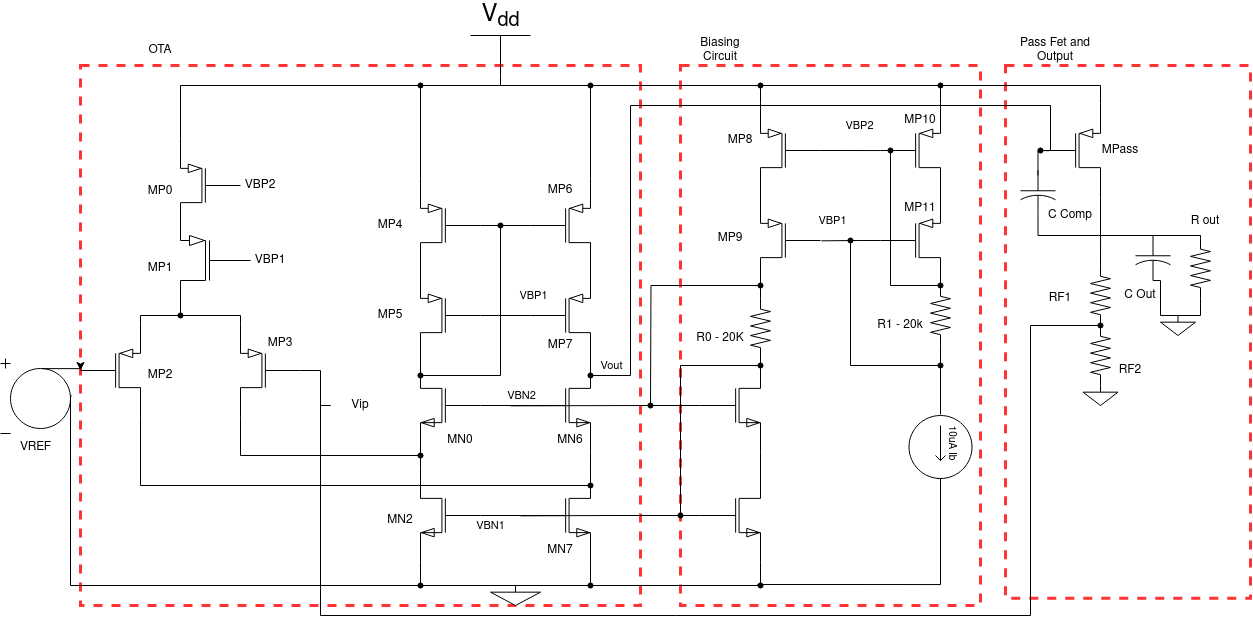 Vdd
OTA
Biasing
Circuit
Pass Fet and
Output
MP0
VBP2
MP1
VBP1
MP2
MP3
Vip
+
−
VREF
MP4
MP6
MP5
VBP1
MP7
Vout
VBN2
MN0
MN6
MN2
VBN1
MN7
MP8
VBP2
MP10
MP9
VBP1
MP11
R0 - 20K
R1 - 20k
10uA Ib
MPass
C Comp
R out
C Out
RF1
RF2